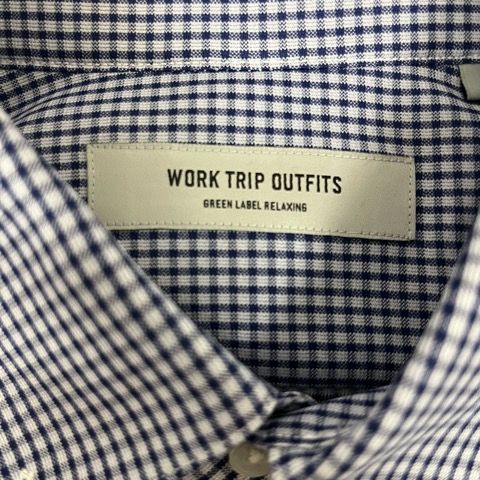 WORK TRIP OUTFITS
GREEN LABEL RELAXING